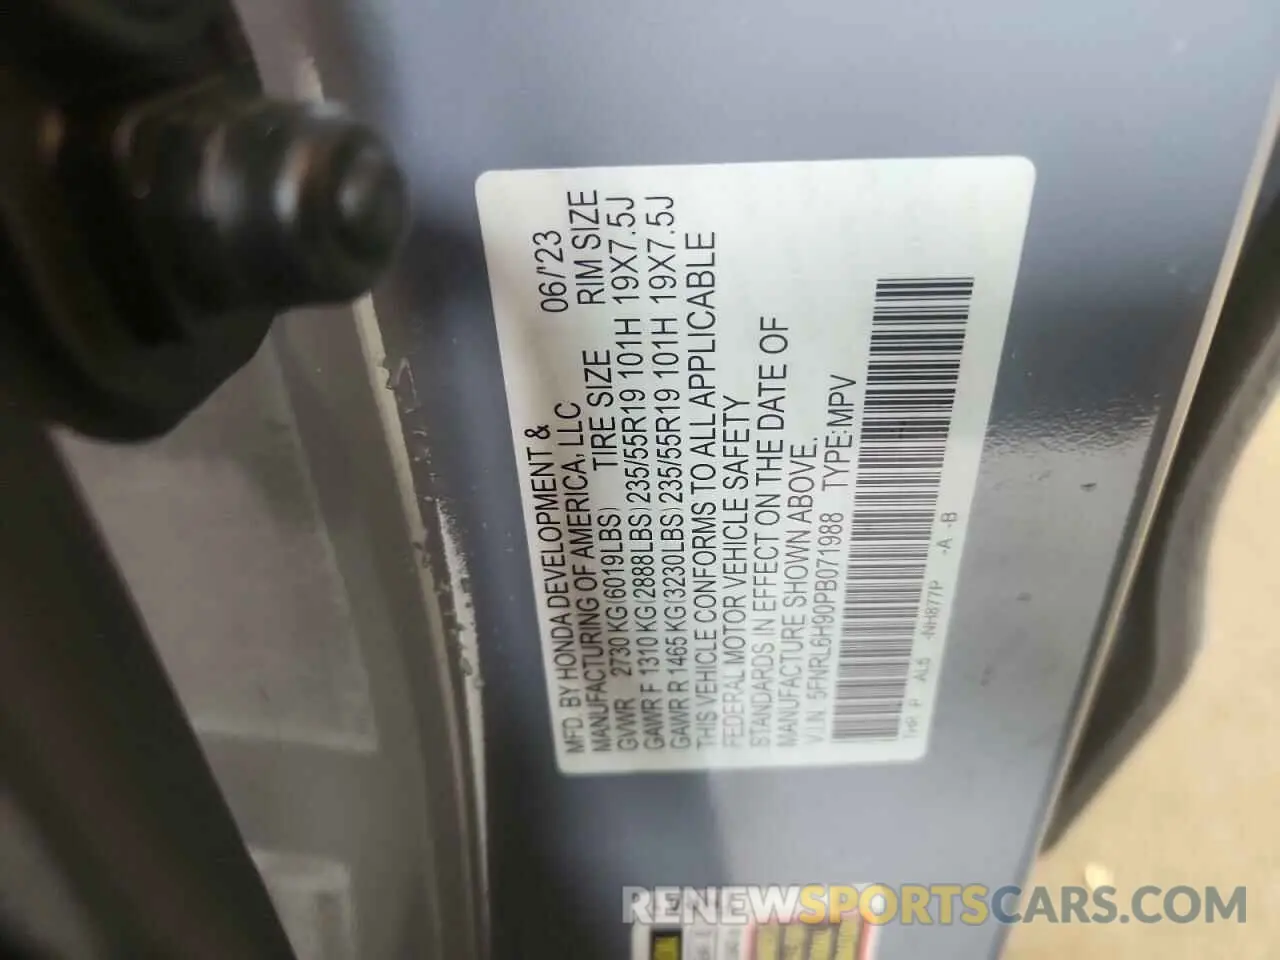 MFD. BY HONDA DEVELOPMENT & 06/'23
MANUFACTURING OF AMERICA, LLC
GVWR 2730 KG(6019LBS) TIRE SIZE RIM SIZE
GAWR F 1310 KG(2888LBS) 235/55R19 101H 19X7.5J
GAWR R 1465 KG(3230LBS) 235/55R19 101H 19X7.5J
THIS VEHICLE CONFORMS TO ALL APPLICABLE
FEDERAL MOTOR VEHICLE SAFETY
STANDARDS IN EFFECT ON THE DATE OF
MANUFACTURE SHOWN ABOVE.
V.I.N. 5FNRL6H90PB071988 TYPE:MPV
THR P AL5 -NH877P -A -B
RENEWSPORTSCARS.COM